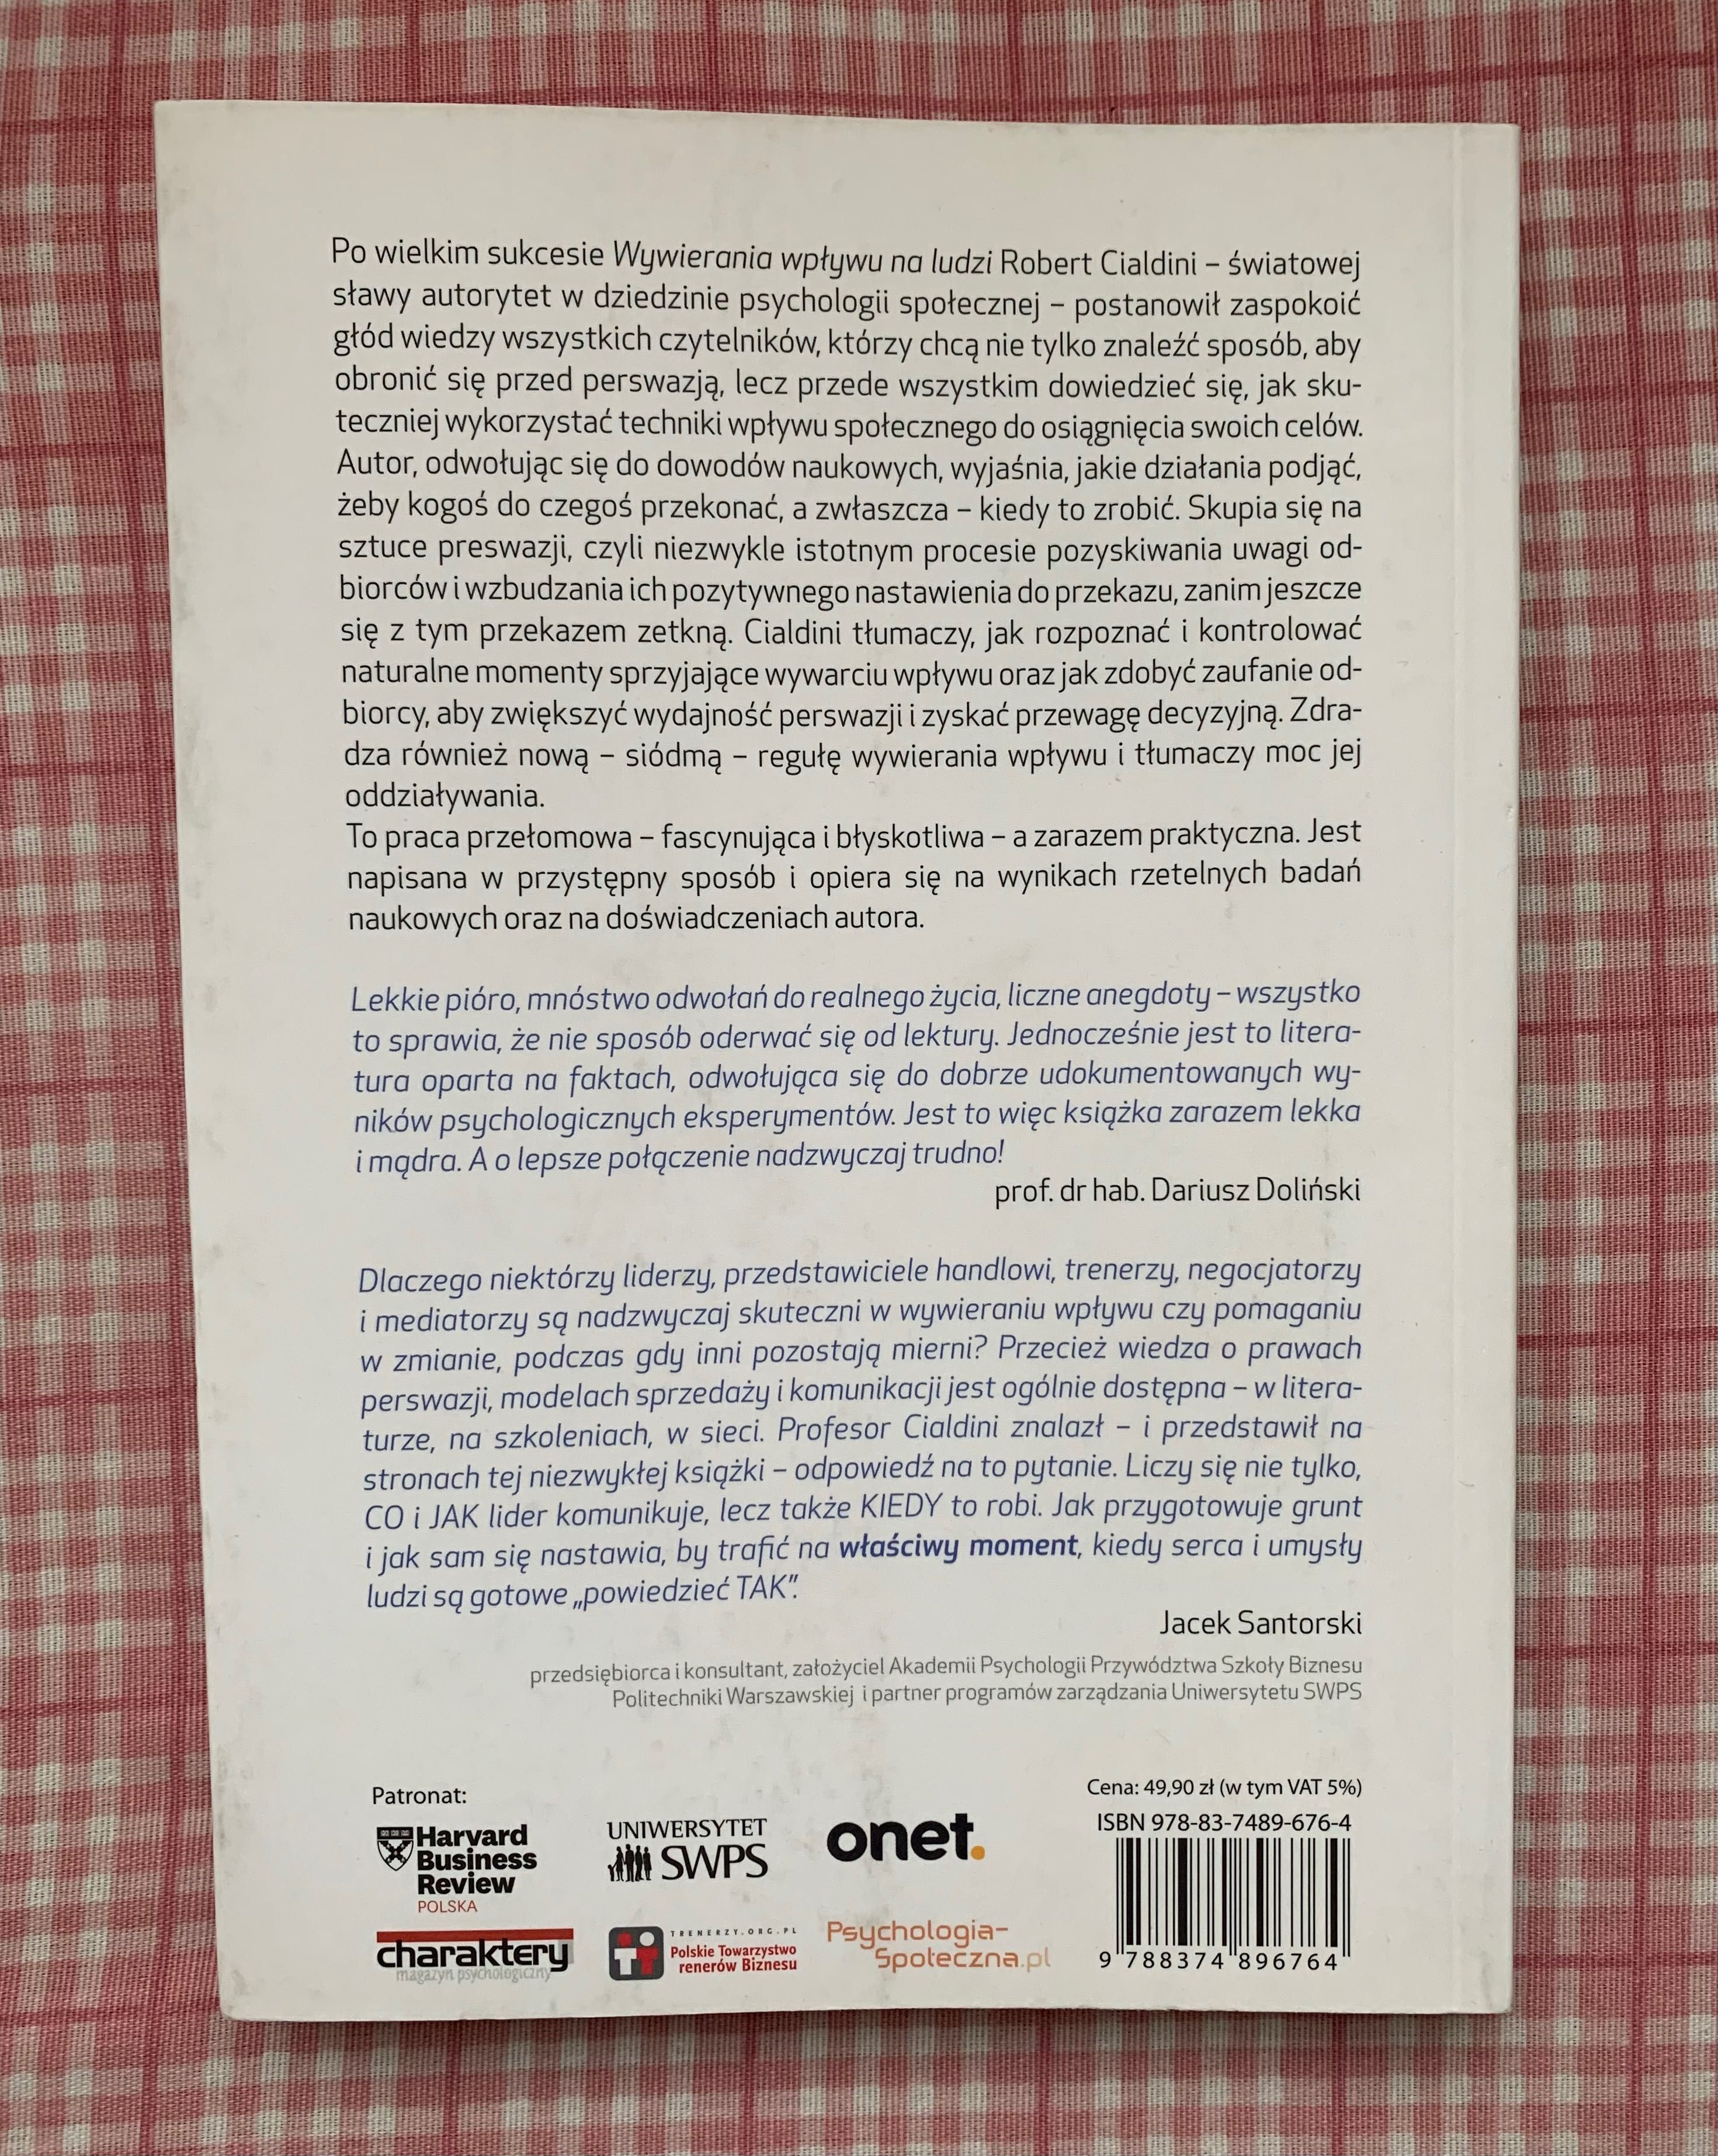 Po wielkim sukcesie Wywierania wpływu na ludzi Robert Cialdini – światowej
sławy autorytet w dziedzinie psychologii społecznej – postanowił zaspokoić
głód wiedzy wszystkich czytelników, którzy chcą nie tylko znaleźć sposób, aby
obronić się przed perswazją, lecz przede wszystkim dowiedzieć się, jak sku-
teczniej wykorzystać techniki wpływu społecznego do osiągnięcia swoich celów.
Autor, odwołując się do dowodów naukowych, wyjaśnia, jakie działania podjąć,
żeby kogoś do czegoś przekonać, a zwłaszcza – kiedy to zrobić. Skupia się na
sztuce preswazji, czyli niezwykle istotnym procesie pozyskiwania uwagi od-
biorców i wzbudzania ich pozytywnego nastawienia do przekazu, zanim jeszcze
się z tym przekazem zetkną. Cialdini tłumaczy, jak rozpoznać i kontrolować
naturalne momenty sprzyjające wywarciu wpływu oraz jak zdobyć zaufanie od-
biorcy, aby zwiększyć wydajność perswazji i zyskać przewagę decyzyjną. Zdra-
dza również nową – siódmą – regułę wywierania wpływu i tłumaczy moc jej
oddziaływania.
To praca przełomowa – fascynująca i błyskotliwa – a zarazem praktyczna. Jest
napisana w przystępny sposób i opiera się na wynikach rzetelnych badań
naukowych oraz na doświadczeniach autora.
Lekkie pióro, mnóstwo odwołań do realnego życia, liczne anegdoty – wszystko
to sprawia, że nie sposób oderwać się od lektury. Jednocześnie jest to litera-
tura oparta na faktach, odwołująca się do dobrze udokumentowanych wy-
ników psychologicznych eksperymentów. Jest to więc książka zarazem lekka
i mądra. A o lepsze połączenie nadzwyczaj trudno!
prof. dr hab. Dariusz Doliński
Dlaczego niektórzy liderzy, przedstawiciele handlowi, trenerzy, negocjatorzy
i mediatorzy są nadzwyczaj skuteczni w wywieraniu wpływu czy pomaganiu
w zmianie, podczas gdy inni pozostają mierni? Przecież wiedza o prawach
perswazji, modelach sprzedaży i komunikacji jest ogólnie dostępna – w litera-
turze, na szkoleniach, w sieci. Profesor Cialdini znalazł – i przedstawił na
stronach tej niezwykłej książki – odpowiedź na to pytanie. Liczy się nie tylko,
CO i JAK lider komunikuje, lecz także KIEDY to robi. Jak przygotowuje grunt
i jak sam się nastawia, by trafić na właściwy moment, kiedy serca i umysły
ludzi są gotowe „powiedzieć TAK”.
Jacek Santorski
przedsiębiorca i konsultant, założyciel Akademii Psychologii Przywództwa Szkoły Biznesu
Politechniki Warszawskiej i partner programów zarządzania Uniwersytetu SWPS
Patronat:
Harvard
Business
Review
POLSKA
UNIWERSYTET
SWPS
onet.
charaktery
magazyn psychologiczny
TRENERZY.ORG.PL
Polskie Towarzystwo
renerów Biznesu
Psychologia-
Społeczna.pl
Cena: 49,90 zł (w tym VAT 5%)
ISBN 978-83-7489-676-4
9 788374 896764